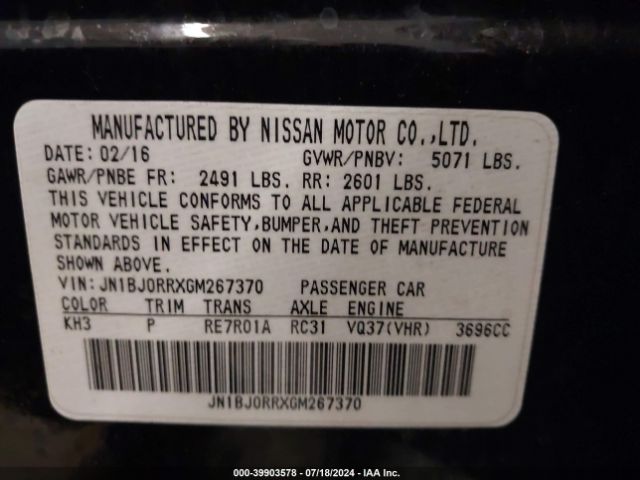 MANUFACTURED BY NISSAN MOTOR CO.,LTD.
DATE: 02/16 GVWR/PNBV: 5071 LBS.
GAWR/PNBE FR: 2491 LBS. RR: 2601 LBS.
THIS VEHICLE CONFORMS TO ALL APPLICABLE FEDERAL
MOTOR VEHICLE SAFETY,BUMPER,AND THEFT PREVENTION
STANDARDS IN EFFECT ON THE DATE OF MANUFACTURE
SHOWN ABOVE.
VIN: JN1BJ0RRXGM267370 PASSENGER CAR
COLOR TRIM TRANS AXLE ENGINE
KH3 P RE7R01A RC31 VQ37(VHR) 3696CC
JN1BJ0RRXGM267370
000-39903578 - 07/18/2024 - IAA Inc.